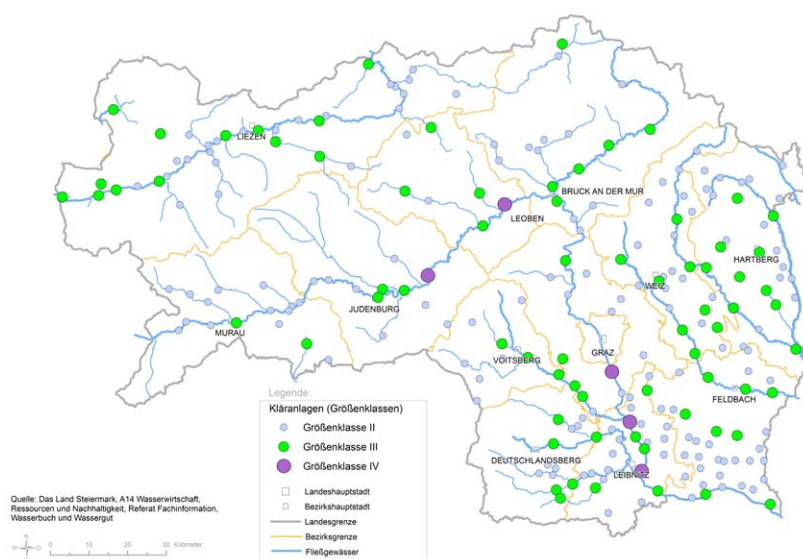 LIEZEN
BRUCK AN DER MUR
LEOBEN
HARTBERG
WEIZ
JUDENBURG
MURAU
GRAZ
VOITSBERG
FELDBACH
DEUTSCHLANDSBERG
LEIBNITZ
Legende:
Kläranlagen (Größenklassen)
Größenklasse II
Größenklasse III
Größenklasse IV
Landeshauptstadt
Bezirkshauptstadt
Landesgrenze
Bezirksgrenze
Fließgewässer
Quelle: Das Land Steiermark, A14 Wasserwirtschaft,
Ressourcen und Nachhaltigkeit, Referat Fachinformation,
Wasserbuch und Wassergut
0 5 10 20 30 Kilometer